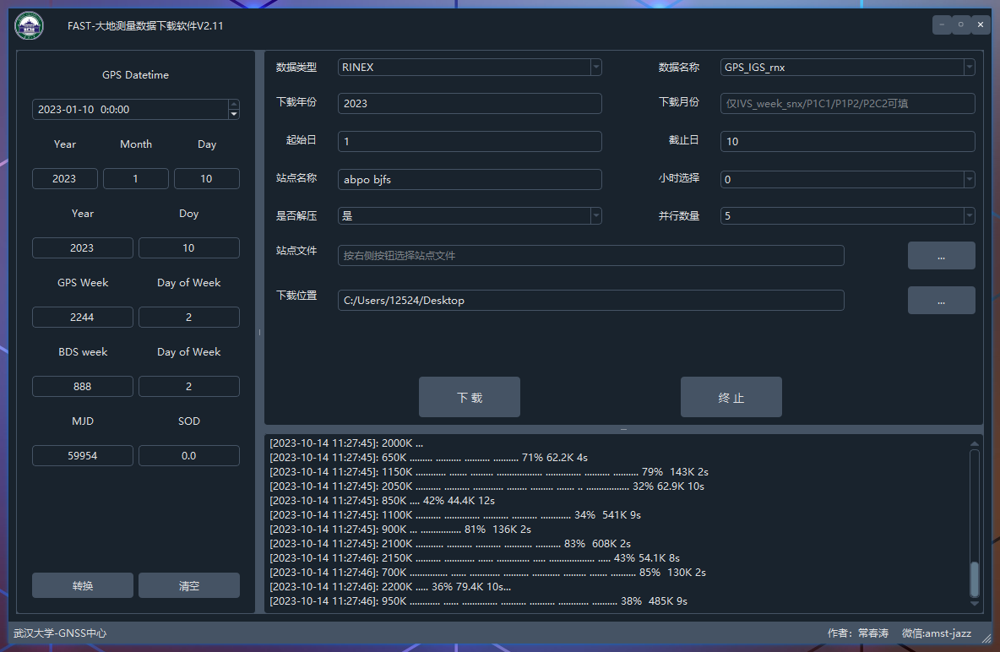 FAST-大地测量数据下载软件V2.11
GPS Datetime
2023-01-10 0:0:00
Year Month Day
2023 1 10
Year Doy
2023 10
GPS Week Day of Week
2244 2
BDS week Day of Week
888 2
MJD SOD
59954 0.0
转换 清空
数据类型 RINEX 数据名称 GPS_IGS_rnx
下载年份 2023 下载月份 仅IVS_week_snx/P1C1/P1P2/P2C2可填
起始日 1 截止日 10
站点名称 abpo bjfs 小时选择 0
是否解压 是 并行数量 5
站点文件 按右侧按钮选择站点文件 ...
下载位置 C:/Users/12524/Desktop ...
下 载 终 止
[2023-10-14 11:27:45]: 2000K ...
[2023-10-14 11:27:45]: 650K ......... .......... .......... .......... 71% 62.2K 4s
[2023-10-14 11:27:45]: 1150K ............ ....... ......... .................. .............. .......... .......... 79% 143K 2s
[2023-10-14 11:27:45]: 2050K .......... .......... ............ ........ ......... ....... .. ................. 32% 62.9K 10s
[2023-10-14 11:27:45]: 850K .... 42% 44.4K 12s
[2023-10-14 11:27:45]: 1100K .......... .............. .......... .......... ............ 34% 541K 9s
[2023-10-14 11:27:46]: 900K ... ................ 81% 136K 2s
[2023-10-14 11:27:46]: 2100K .......... .......... .......... ........... .......... 83% 608K 2s
[2023-10-14 11:27:46]: 2150K .......... ............. ...... ............. ..... .................. ..... 43% 54.1K 8s
[2023-10-14 11:27:46]: 700K ............... ...... ............ .......... .......... ......... ....... .......... 85% 130K 2s
[2023-10-14 11:27:46]: 2200K ..... 36% 79.4K 10s...
[2023-10-14 11:27:46]: 950K ............ ...... ............... .......... .......... ............ .......... 38% 485K 9s
武汉大学-GNSS中心 作者：常春涛 微信:amst-jazz